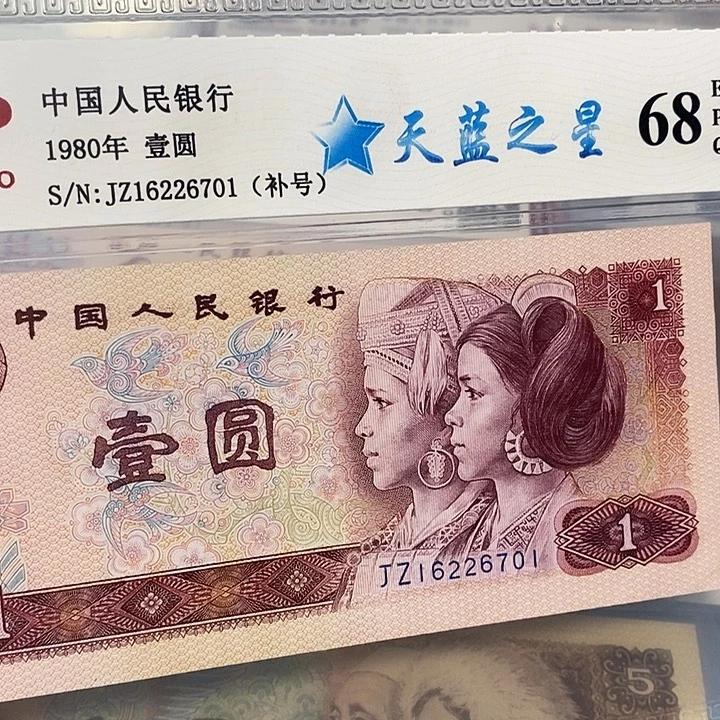 中国人民银行
1980年 壹圆
S/N:JZ16226701（补号）
天蓝之星
68
中国人民银行
1
壹圆
1
JZ16226701
5